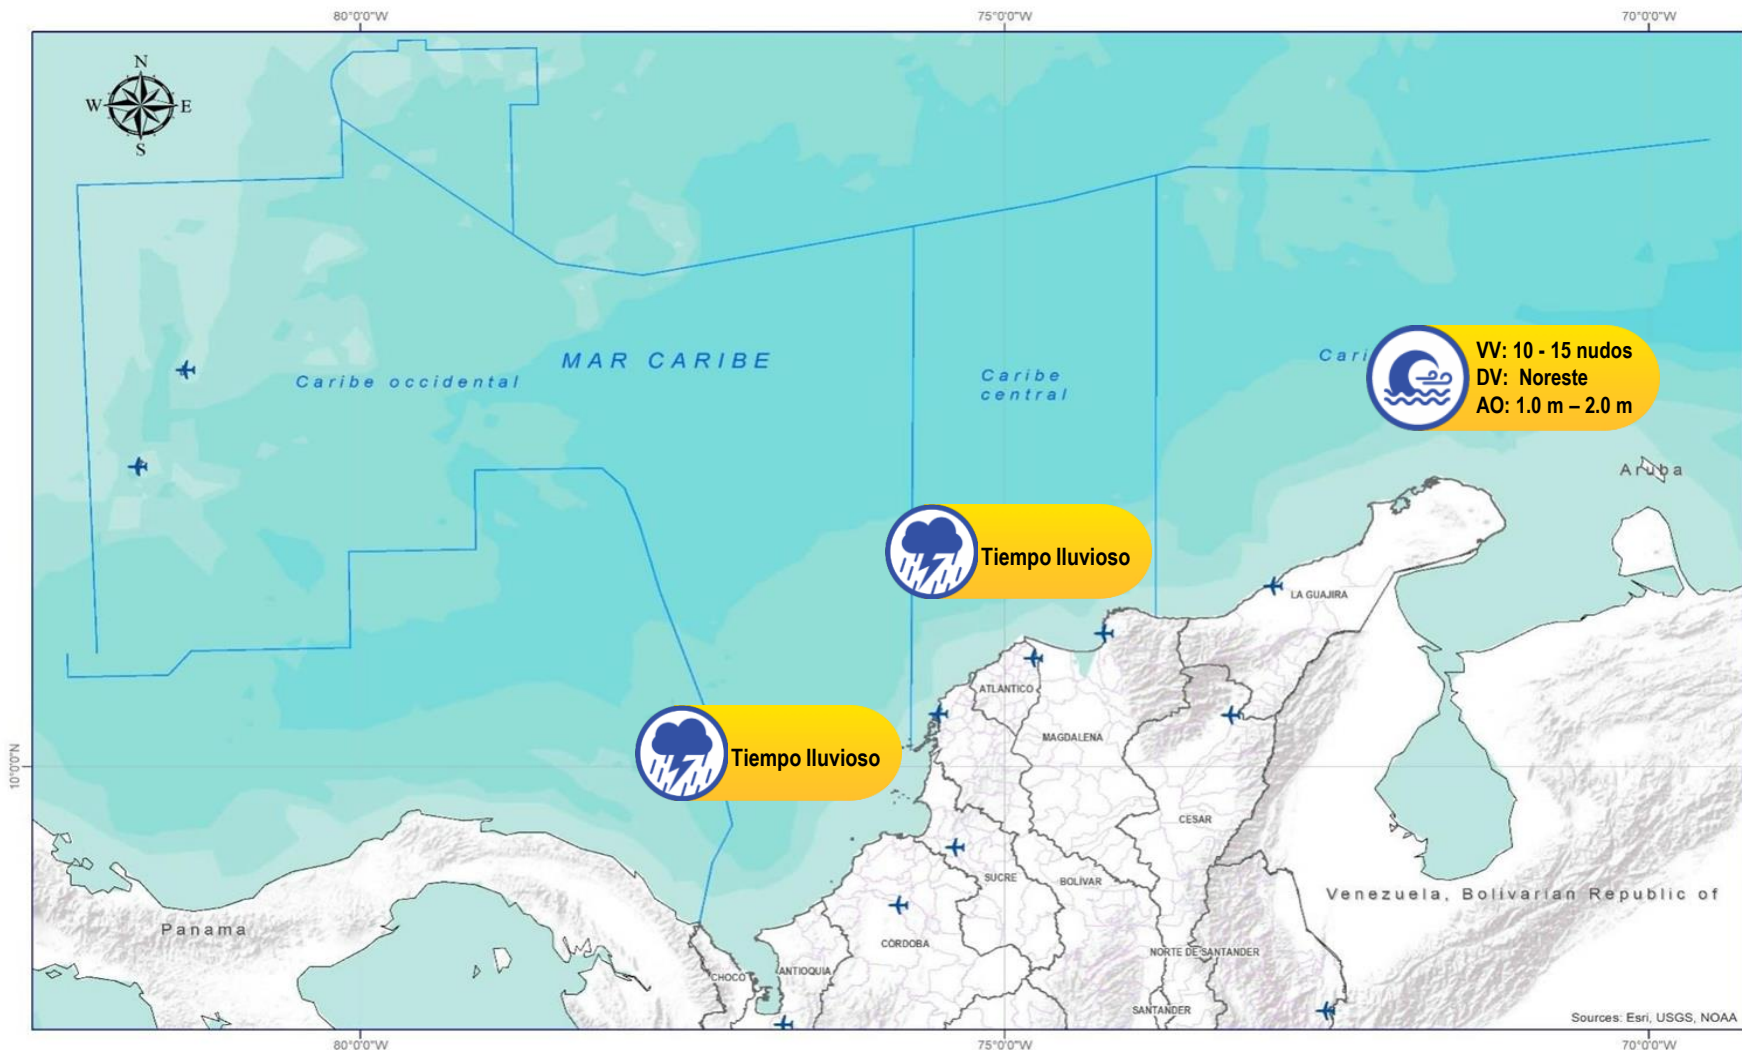 80°0'0"W
75°0'0"W
70°0'0"W
N
W
E
S
MAR CARIBE
Caribe occidental
Caribe
central
Cari
VV: 10 - 15 nudos
DV: Noreste
AO: 1.0 m – 2.0 m
Aruba
Tiempo lluvioso
LA GUAJIRA
ATLANTICO
MAGDALENA
Tiempo lluvioso
10°0'0"N
CESAR
SUCRE
BOLÍVAR
Venezuela, Bolivarian Republic of
Panama
CÓRDOBA
NORTE DE SANTANDER
CHOCO
ANTIOQUIA
SANTANDER
Sources: Esri, USGS, NOAA
80°0'0"W
75°0'0"W
70°0'0"W